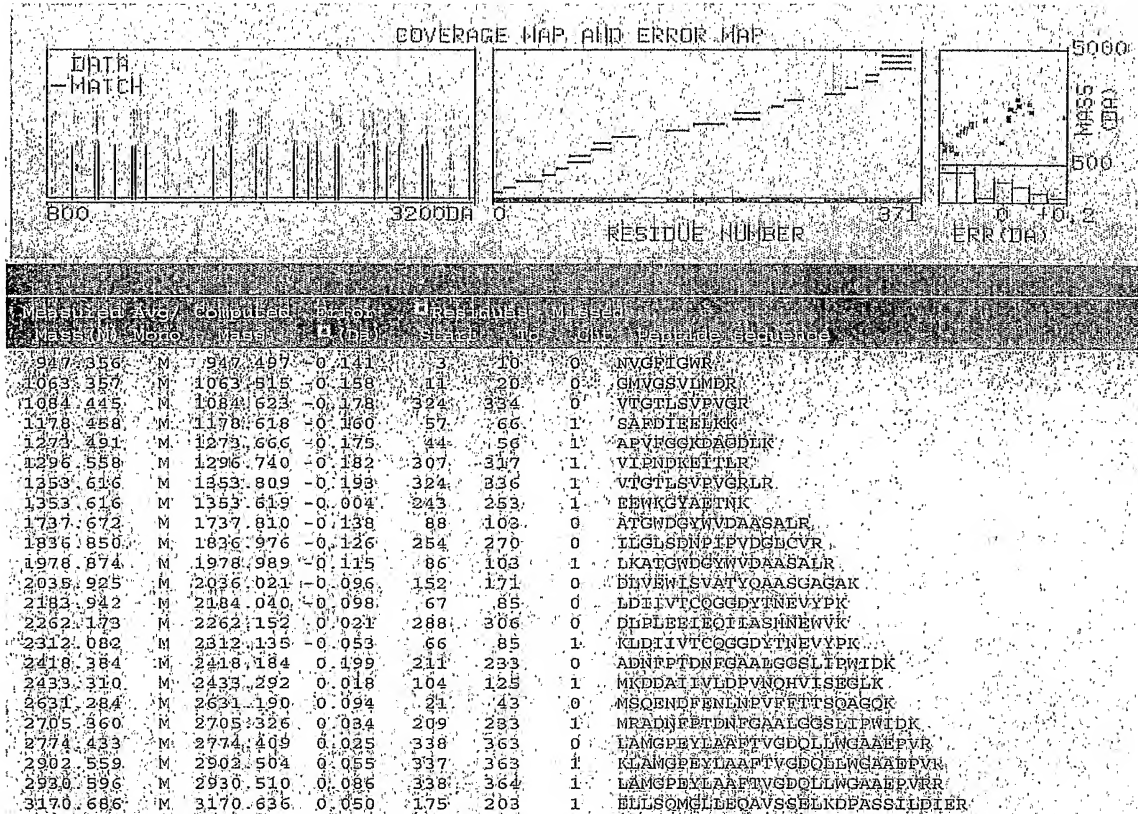 COVERAGE MAP AND ERROR MAP
DATA
MATCH
5000
MASS (DA)
500
800 3200DA
0 371
0 +0.2
RESIDUE NUMBER
ERR(DA)
Measured Avg/ Computed Error Residues Missed
Mass(M) Mono Mass (Da) Start To Cut Peptide sequence
947.356 M 947.497 -0.141 3 10 0 NVGPIGWR
1063.357 M 1063.515 -0.158 11 20 0 GMVGSVLMDR
1084.445 M 1084.623 -0.178 324 334 0 VTGTLSVPVGR
1178.458 M 1178.618 -0.160 57 66 1 SAFDIEELKK
1273.491 M 1273.666 -0.175 44 56 1 APVFGGKDAGDLK
1296.558 M 1296.740 -0.182 307 317 1 VIPNDKEITLR
1353.616 M 1353.809 -0.193 324 336 1 VTGTLSVPVGRLR
1353.616 M 1353.619 -0.004 243 253 1 EEWKGYAETNK
1737.672 M 1737.810 -0.138 88 103 0 ATGWDGYWVDAASALR
1836.850 M 1836.976 -0.126 254 270 0 ILGLSDNPIPVDGLCVR
1978.874 M 1978.989 -0.115 86 103 1 LKATGWDGYWVDAASALR
2035.925 M 2036.021 -0.096 152 171 0 DLVEWISVATYQAASGAGAK
2183.942 M 2184.040 -0.098 67 85 0 LDIIVTCQGGDYTNEVYPK
2262.173 M 2262.152 0.021 288 306 0 DLPLEEIEQIIASHNEWVK
2312.082 M 2312.135 -0.053 66 85 1 KLDIIVTCQGGDYTNEVYPK
2418.384 M 2418.184 0.199 211 233 0 ADNFPTDNFGAALGGSLIPWIDK
2433.310 M 2433.292 0.018 104 125 1 MKDDAIIVLDPVNQHVISEGLK
2631.284 M 2631.190 0.094 21 43 0 MSQENDFENLNPVFFTTSQAGQK
2705.360 M 2705.326 0.034 209 233 1 MRADNFPTDNFGAALGGSLIPWIDK
2774.433 M 2774.409 0.025 338 363 0 LAMGPEYLAAFTVGDQLLWGAAEPVR
2902.559 M 2902.504 0.055 337 363 1 KLAMGPEYLAAFTVGDQLLWGAAEPVR
2930.596 M 2930.510 0.086 338 364 1 LAMGPEYLAAFTVGDQLLWGAAEPVRR
3170.686 M 3170.636 0.050 175 203 1 ELLSQMGLLEQAVSSELKDPASSILDIER